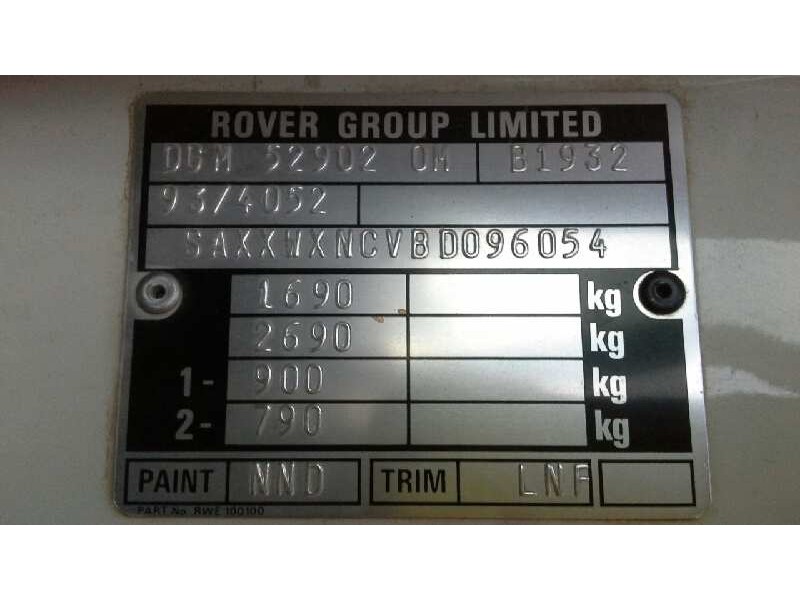 ROVER GROUP LIMITED
DGM 52902 OM B1932
93/4052
SAXXWXNCVBD096054
1690 kg
2690 kg
1- 900 kg
2- 790 kg
PAINT NND TRIM LNF
PART No. RWE 100100